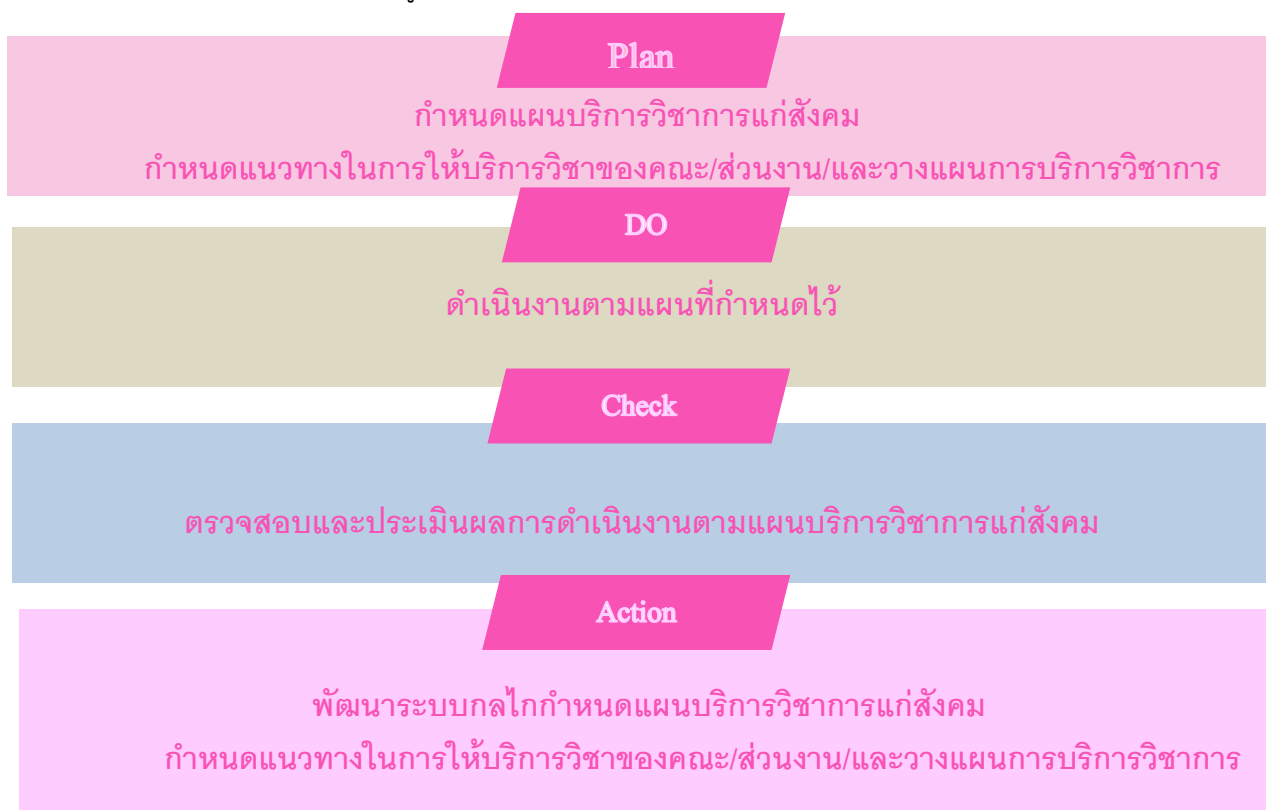 Plan
กำหนดแผนบริการวิชาการแก่สังคม
กำหนดแนวทางในการให้บริการวิชาของคณะ/ส่วนงาน/และวางแผนการบริการวิชาการ
DO
ดำเนินงานตามแผนที่กำหนดไว้
Check
ตรวจสอบและประเมินผลการดำเนินงานตามแผนบริการวิชาการแก่สังคม
Action
พัฒนาระบบกลไกกำหนดแผนบริการวิชาการแก่สังคม
กำหนดแนวทางในการให้บริการวิชาของคณะ/ส่วนงาน/และวางแผนการบริการวิชาการ